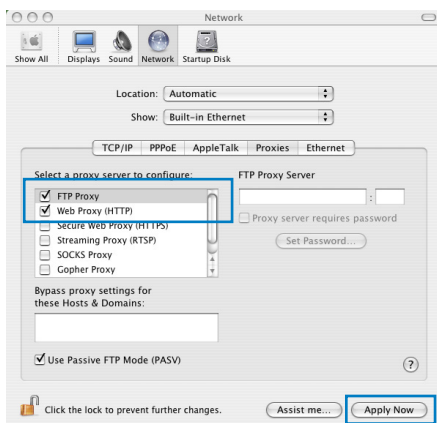 Network
Show All Displays Sound Network Startup Disk
Location: Automatic
Show: Built-in Ethernet
TCP/IP PPPoE AppleTalk Proxies Ethernet
Select a proxy server to configure: FTP Proxy Server
FTP Proxy
:
Web Proxy (HTTP)
Proxy server requires password
Secure Web Proxy (HTTPS)
Streaming Proxy (RTSP) Set Password...
SOCKS Proxy
Gopher Proxy
Bypass proxy settings for
these Hosts & Domains:
Use Passive FTP Mode (PASV) ?
Click the lock to prevent further changes. Assist me... Apply Now